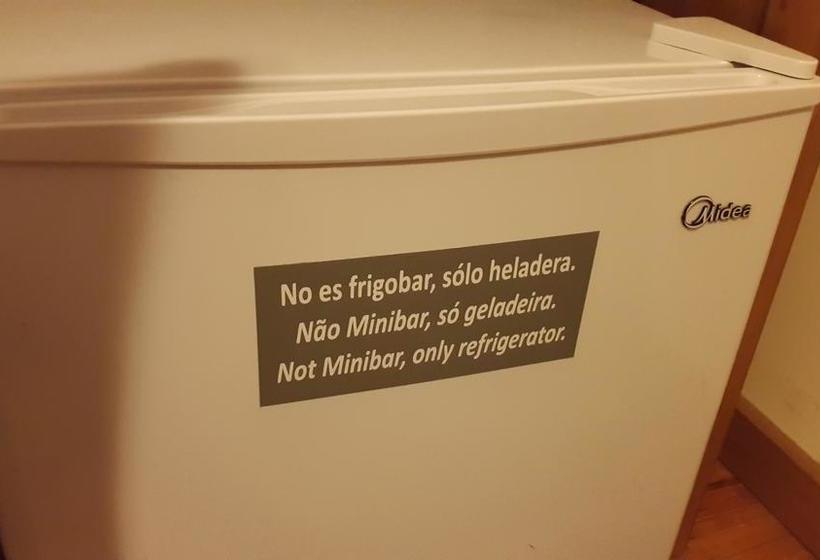 Midea
No es frigobar, sólo heladera.
Não Minibar, só geladeira.
Not Minibar, only refrigerator.